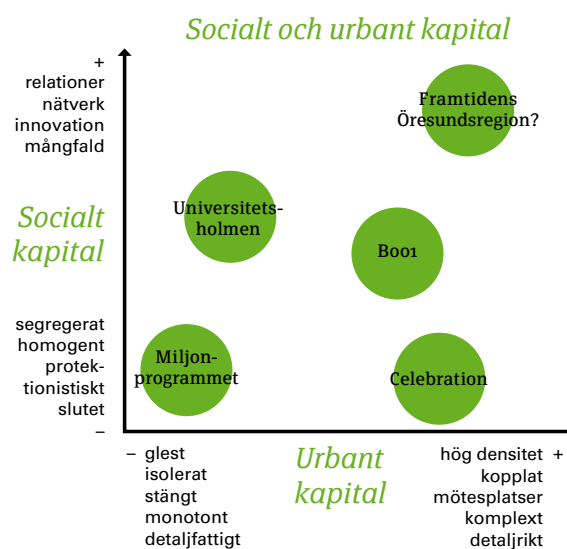 Socialt och urbant kapital
+
relationer
nätverk
innovation
mångfald
Framtidens
Öresundsregion?
Universitets-
holmen
Socialt
kapital
Bo01
segregerat
homogent
protek-
tionistiskt
slutet
–
Miljon-
programmet
Celebration
– glest
isolerat
stängt
monotont
detaljfattigt
Urbant
kapital
hög densitet +
kopplat
mötesplatser
komplext
detaljrikt